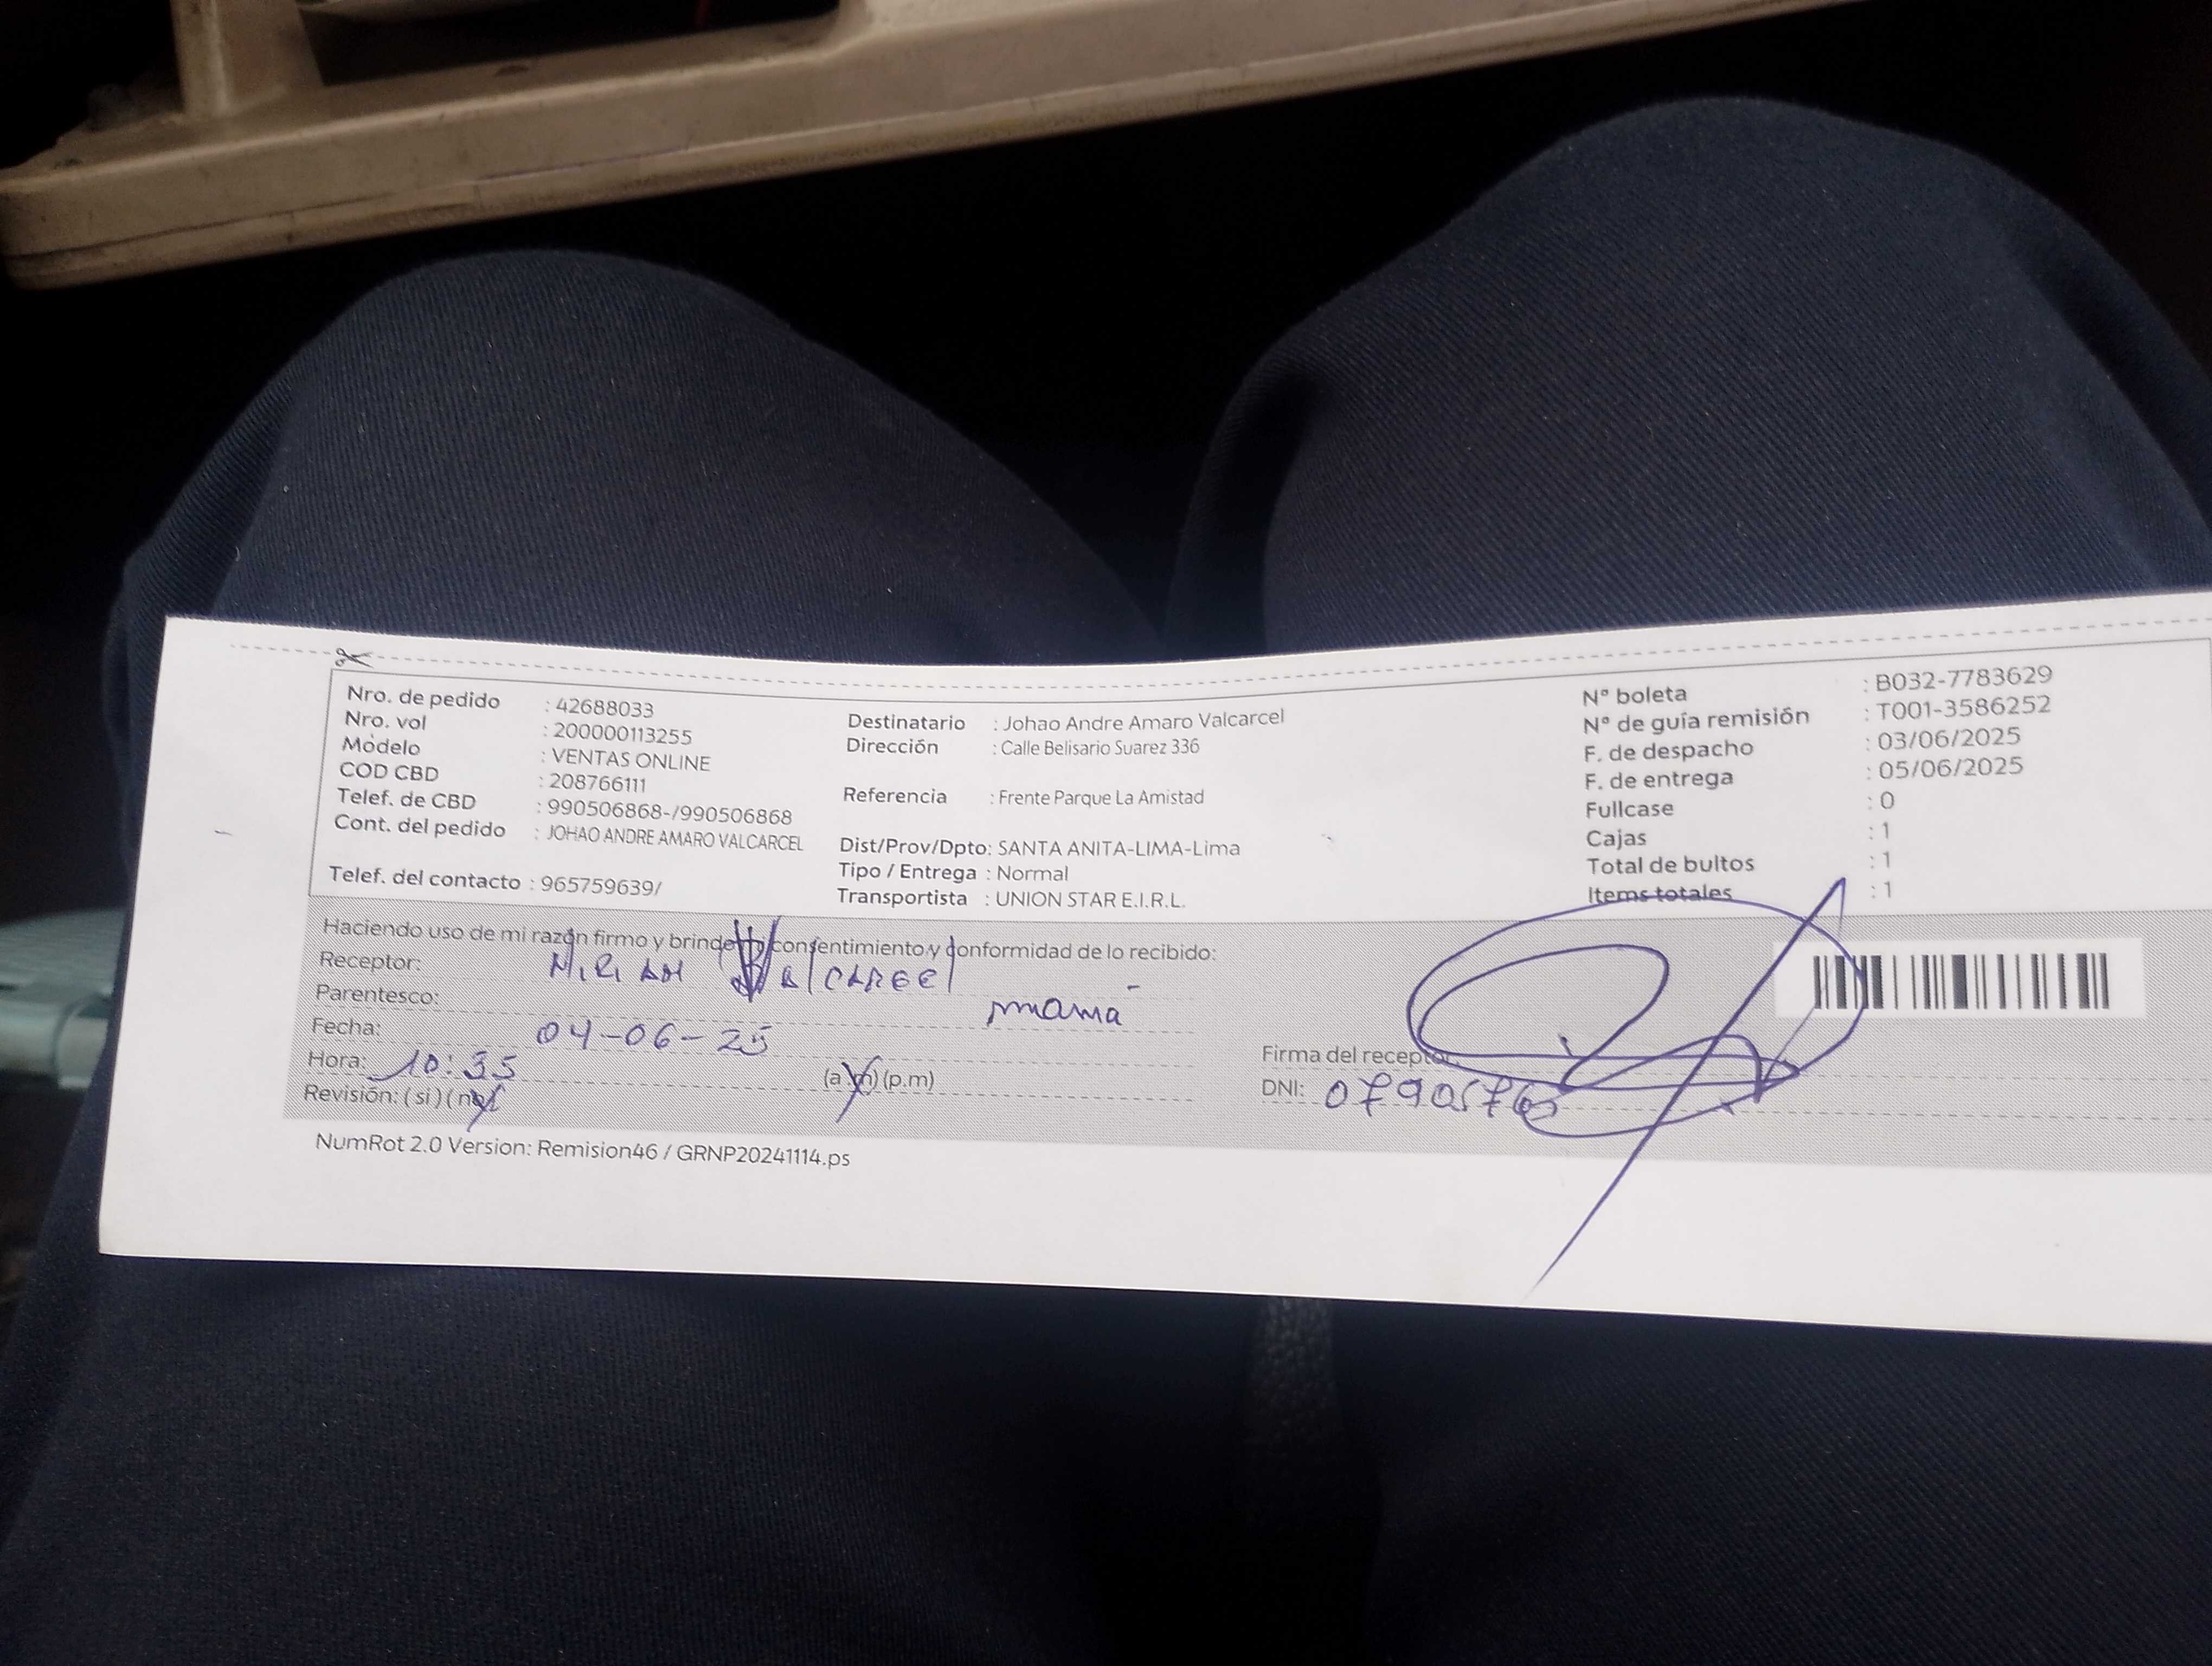 Nro. de pedido : 42688033
Nro. vol : 200000113255
Modelo : VENTAS ONLINE
COD CBD : 208766111
Telef. de CBD : 990506868-/990506868
Cont. del pedido : JOHAO ANDRE AMARO VALCARCEL
Telef. del contacto : 965759639/
Destinatario : Johao Andre Amaro Valcarcel
Dirección : Calle Belisario Suarez 336
Referencia : Frente Parque La Amistad
Dist/Prov/Dpto: SANTA ANITA-LIMA-Lima
Tipo / Entrega : Normal
Transportista : UNION STAR E.I.R.L.
N° boleta : B032-7783629
N° de guía remisión : T001-3586252
F. de despacho : 03/06/2025
F. de entrega : 05/06/2025
Fullcase : 0
Cajas : 1
Total de bultos : 1
Items totales : 1
Haciendo uso de mi razón firmo y brindo mi consentimiento y conformidad de lo recibido:
Receptor: MIRIAM Valcarcel
Parentesco: mamá
Fecha: 04-06-25
Hora: 10:35 (a.m) (p.m)
Revisión: (si) (no)
Firma del receptor:
DNI:
NumRot 2.0 Version: Remision46 / GRNP20241114.ps